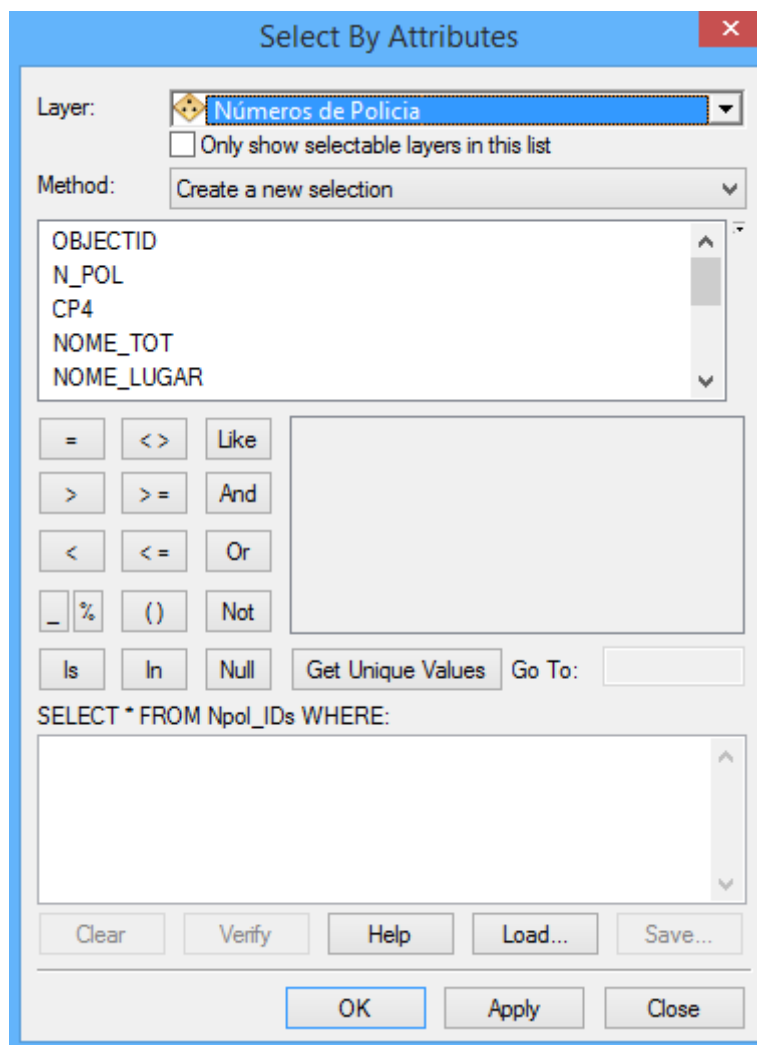 Select By Attributes
Layer: Números de Policia
Only show selectable layers in this list
Method: Create a new selection
OBJECTID
N_POL
CP4
NOME_TOT
NOME_LUGAR
= < > Like
> > = And
< < = Or
_ % () Not
Is In Null Get Unique Values Go To:
SELECT * FROM Npol_IDs WHERE:
Clear Verify Help Load... Save...
OK Apply Close